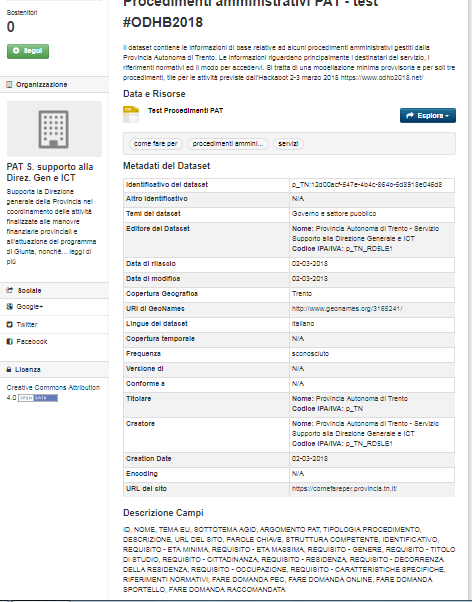 Procedimenti amministrativi PAT - test
#ODHB2018
Sostenitori
0
Segui
Il dataset contiene le informazioni di base relative ad alcuni procedimenti amministrativi gestiti dalla
Provincia Autonoma di Trento. Le informazioni riguardano principalmente i destinatari del servizio, i
riferimenti normativi ed il modo per accedervi. Si tratta di una modellazione minima provvisoria e per soli tre
procedimenti, tile per le attività previste dall'Hackabot 2-3 marzo 2018 https://www.odhb2018.net/
Organizzazione
PAT S. supporto alla
Direz. Gen e ICT
Supporta la Direzione
generale della Provincia nel
coordinamento delle attività
finalizzate alle manovre
finanziarie provinciali e
all'attuazione del programma
di Giunta, nonché... leggi di
più
Sociale
Google+
Twitter
Facebook
Licenza
Creative Commons Attribution
4.0 OPEN DATA
Data e Risorse
Test Procedimenti PAT
Esplora
come fare per
procedimenti ammini...
servizi
Metadati del Dataset
Identificativo del dataset
Altro Identificativo N/A
Temi del dataset Governo e settore pubblico
Editore del Dataset Nome: Provincia Autonoma di Trento - Servizio
Supporto alla Direzione Generale e ICT
Codice IPA/IVA: p_TN_RD5LE1
Data di rilascio 02-03-2018
Data di modifica 02-03-2018
Copertura Geografica Trento
URI di GeoNames http://www.geonames.org/3165241/
Lingue del dataset Italiano
Copertura temporale N/A
Frequenza sconosciuto
Versione di N/A
Conforme a N/A
Titolare Nome: Provincia Autonoma di Trento
Codice IPA/IVA: p_TN
Creatore Nome: Provincia Autonoma di Trento - Servizio
Supporto alla Direzione Generale e ICT
Codice IPA/IVA: p_TN_RD5LE1
Creation Date 02-03-2018
Encoding N/A
URL del sito https://comefareper.provincia.tn.it/
Descrizione Campi
ID, NOME, TEMA EU, SOTTOTEMA AGID, ARGOMENTO PAT, TIPOLOGIA PROCEDIMENTO,
DESCRIZIONE, URL DEL SITO, PAROLE CHIAVE, STRUTTURA COMPETENTE, IDENTIFICATIVO,
REQUISITO - ETA MINIMA, REQUISITO - ETA MASSIMA, REQUISITO - GENERE, REQUISITO - TITOLO
DI STUDIO, REQUISITO - CITTADINANZA, REQUISITO - RESIDENZA, REQUISITO - DECORRENZA
DELLA RESIDENZA, REQUISITO - OCCUPAZIONE, REQUISITO - CARATTERISTICHE SPECIFICHE,
RIFERIMENTI NORMATIVI, FARE DOMANDA PEC, FARE DOMANDA ONLINE, FARE DOMANDA
SPORTELLO, FARE DOMANDA RACCOMANDATA